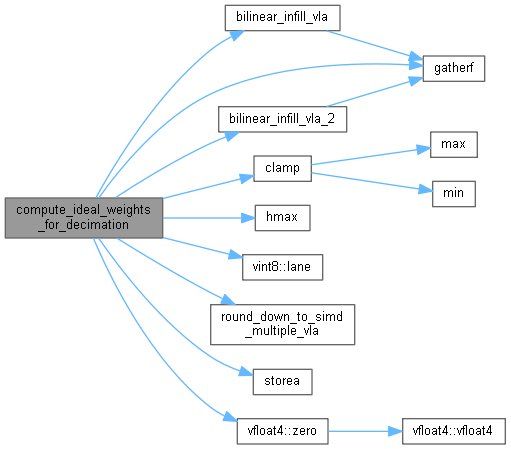 bilinear_infill_vla
gatherf
bilinear_infill_vla_2
max
clamp
min
compute_ideal_weights
_for_decimation
hmax
vint8::lane
round_down_to_simd
_multiple_vla
storea
vfloat4::zero
vfloat4::vfloat4